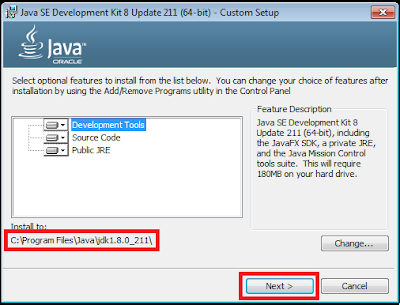 Java SE Development Kit 8 Update 211 (64-bit) - Custom Setup
Java
ORACLE
Select optional features to install from the list below. You can change your choice of features after
installation by using the Add/Remove Programs utility in the Control Panel
Development Tools
Source Code
Public JRE
Feature Description
Java SE Development Kit 8
Update 211 (64-bit), including
the JavaFX SDK, a private JRE,
and the Java Mission Control
tools suite. This will require
180MB on your hard drive.
Install to:
C:\Program Files\Java\jdk1.8.0_211\
Change...
Next >
Cancel